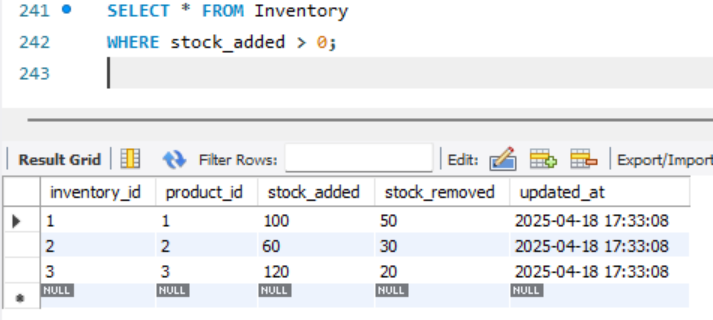 241 SELECT * FROM Inventory
242 WHERE stock_added > 0;
243
Result Grid Filter Rows: Edit: Export/Import
inventory_id product_id stock_added stock_removed updated_at
1 1 100 50 2025-04-18 17:33:08
2 2 60 30 2025-04-18 17:33:08
3 3 120 20 2025-04-18 17:33:08
NULL NULL NULL NULL NULL